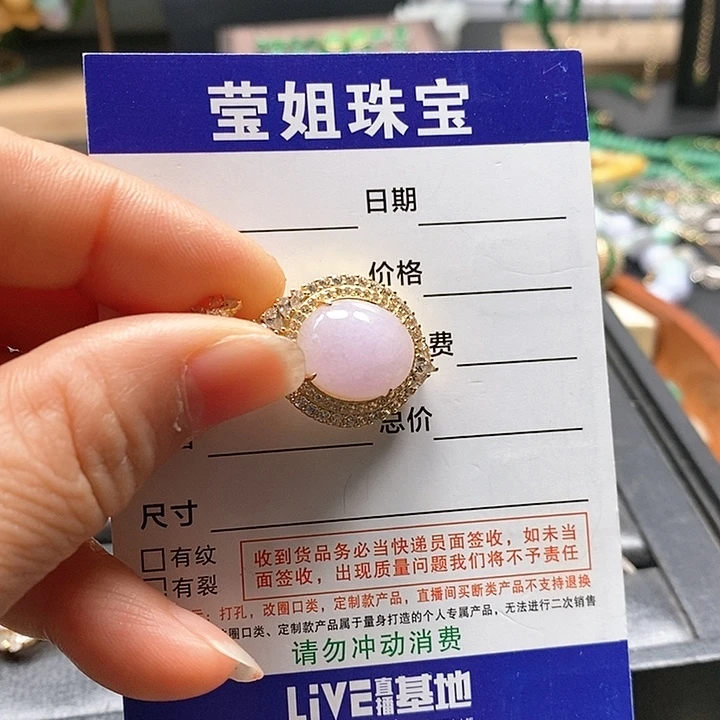 莹姐珠宝
日期
价格
费
总价
尺寸
有纹
有裂
收到货品务必当快递员面签收，如未当
面签收，出现质量问题我们将不予责任
：打孔，改圈口类，定制款产品，直播间买断类产品不支持退换
圈口类、定制款产品属于量身打造的个人专属产品，无法进行二次销售
请勿冲动消费
LiVE直播基地